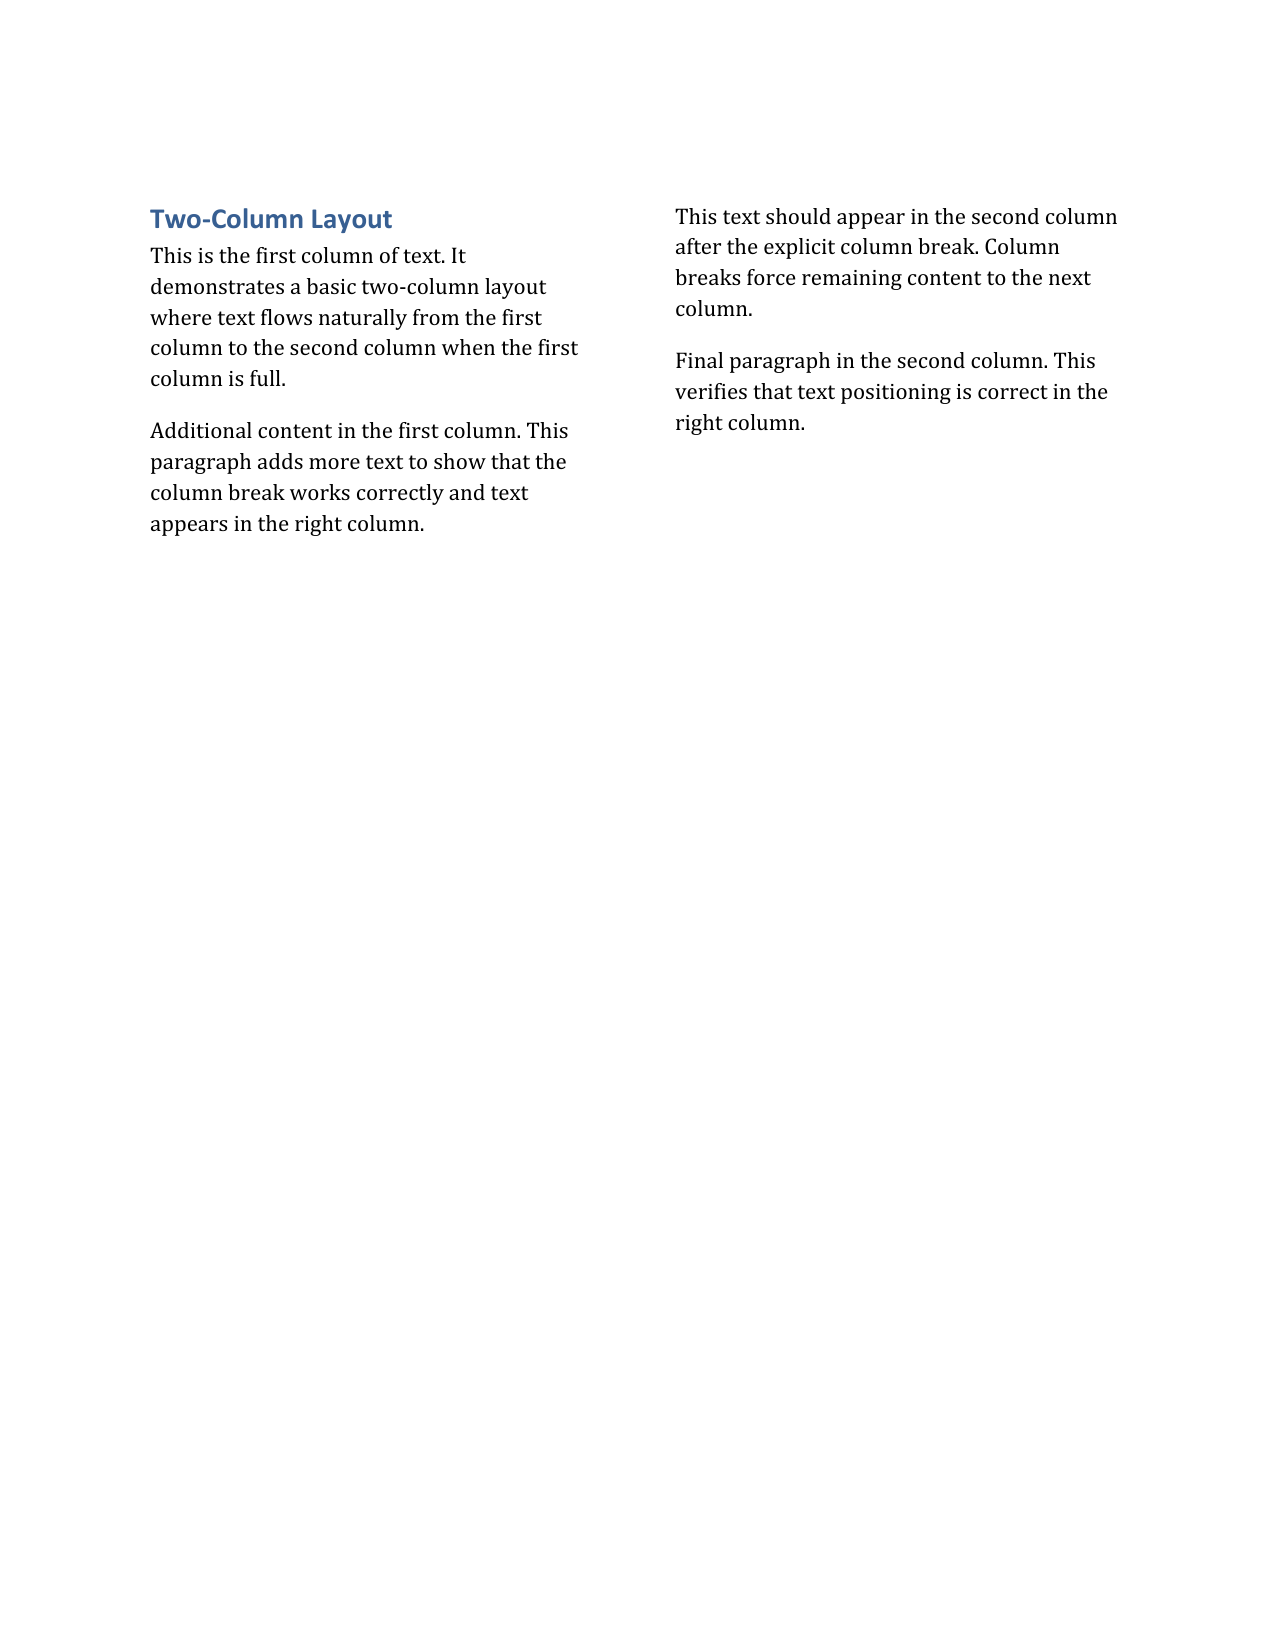 Two-Column Layout
This is the first column of text. It
demonstrates a basic two-column layout
where text flows naturally from the first
column to the second column when the first
column is full.
Additional content in the first column. This
paragraph adds more text to show that the
column break works correctly and text
appears in the right column.
This text should appear in the second column
after the explicit column break. Column
breaks force remaining content to the next
column.
Final paragraph in the second column. This
verifies that text positioning is correct in the
right column.